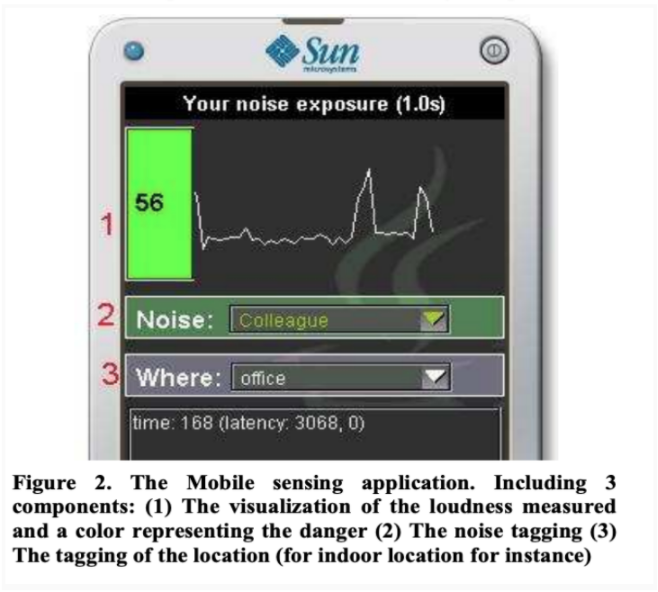 Sun
microsystems
Your noise exposure (1.0s)
56
1
2
Noise: Colleague
3
Where: office
time: 168 (latency: 3068, 0)
Figure 2. The Mobile sensing application. Including 3
components: (1) The visualization of the loudness measured
and a color representing the danger (2) The noise tagging (3)
The tagging of the location (for indoor location for instance)